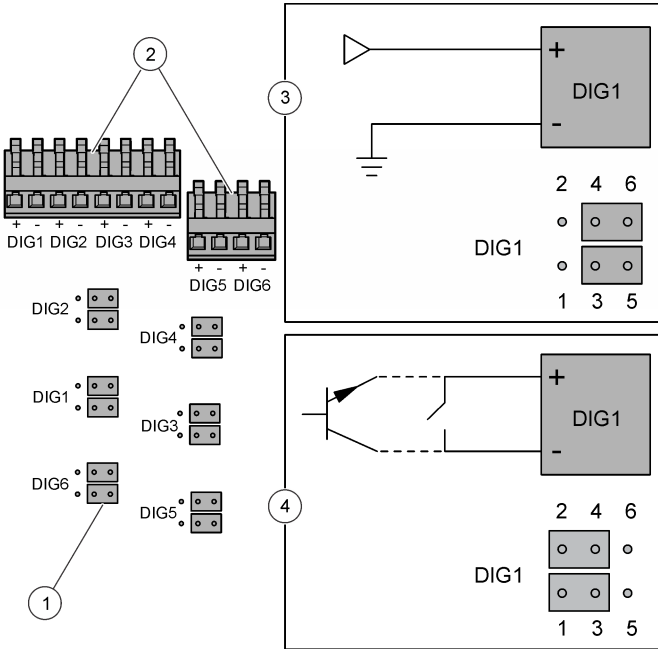 2
+ - + - + - + -
DIG1 DIG2 DIG3 DIG4
+ - + -
DIG5 DIG6
DIG2
DIG4
DIG1
DIG3
DIG6
DIG5
1
3
+
DIG1
-
2 4 6
DIG1
1 3 5
4
+
DIG1
-
2 4 6
DIG1
1 3 5